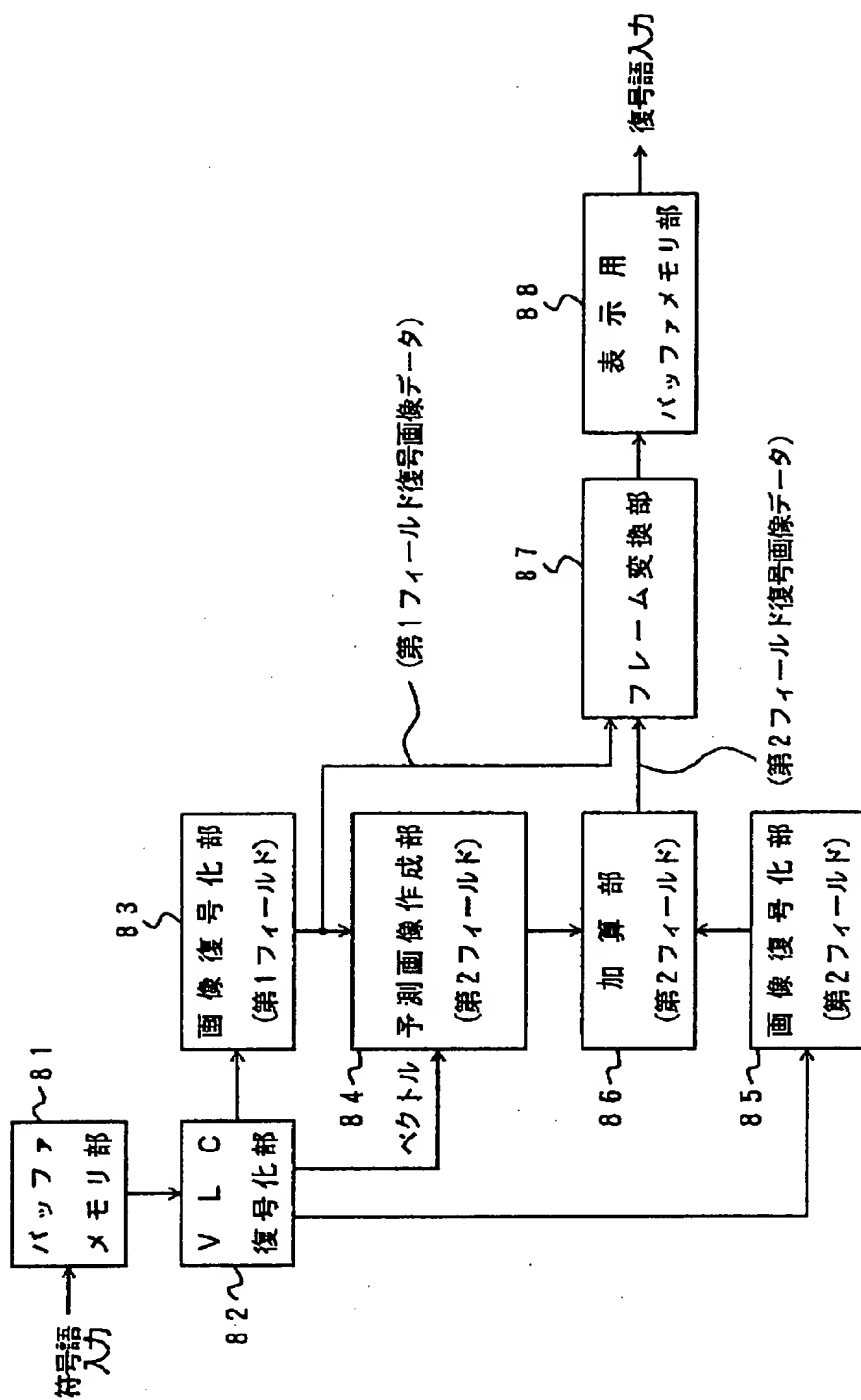 符号語
入力
バッファ
メモリ部
81
VLC
復号化部
82
画像復号化部
(第1フィールド)
83
ベクトル
予測画像作成部
(第2フィールド)
84
加算部
(第2フィールド)
86
画像復号化部
(第2フィールド)
85
(第1フィールド復号画像データ)
(第2フィールド復号画像データ)
フレーム変換部
87
表示用
バッファメモリ部
88
復号語入力